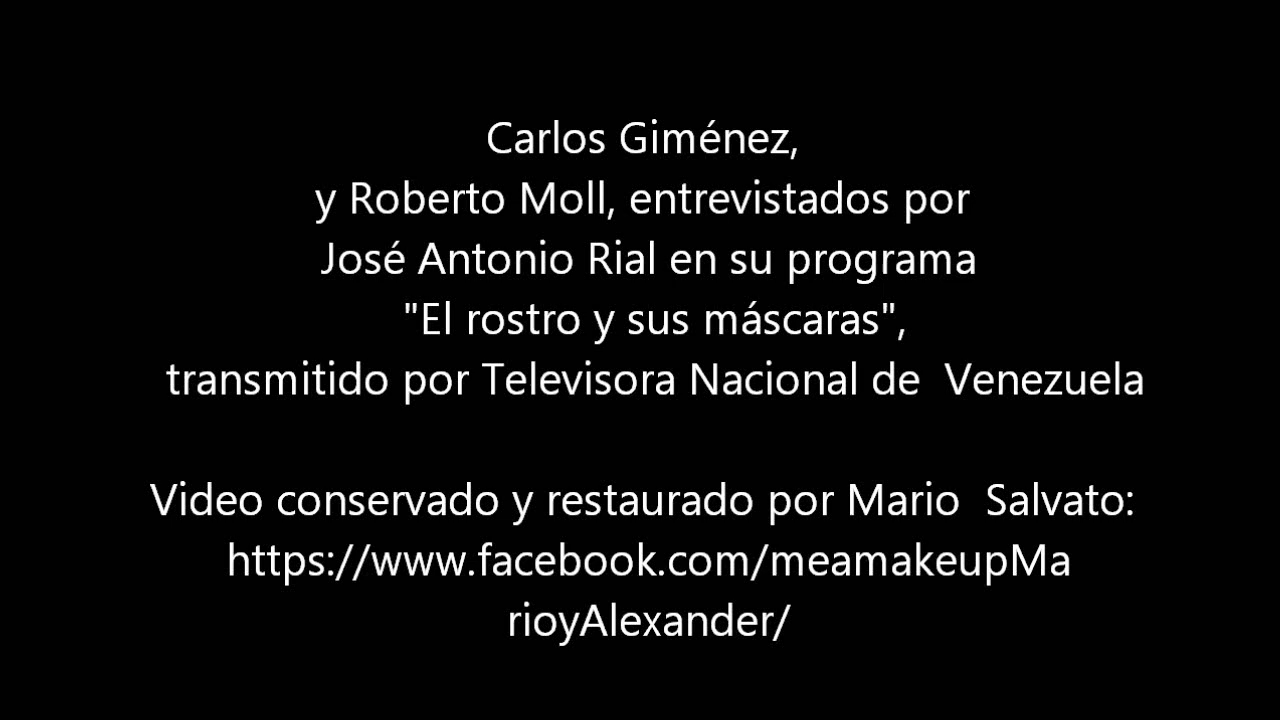 Carlos Giménez,
y Roberto Moll, entrevistados por
José Antonio Rial en su programa
"El rostro y sus máscaras",
transmitido por Televisora Nacional de  Venezuela
Video conservado y restaurado por Mario  Salvato:
https://www.facebook.com/meamakeupMa
rioyAlexander/